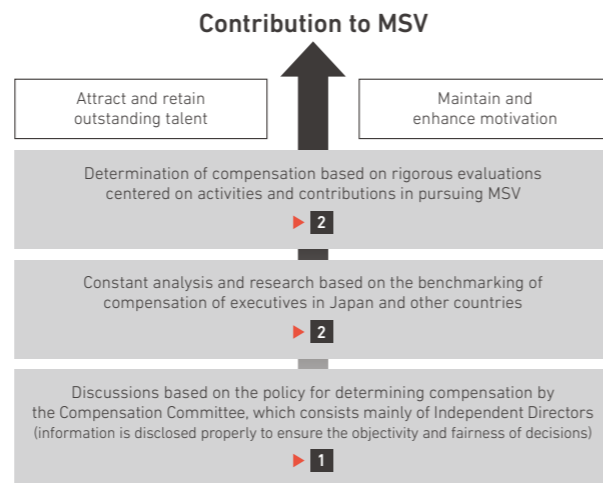 Contribution to MSV
Attract and retain
outstanding talent
Maintain and
enhance motivation
Determination of compensation based on rigorous evaluations
centered on activities and contributions in pursuing MSV
▶ 2
Constant analysis and research based on the benchmarking of
compensation of executives in Japan and other countries
▶ 2
Discussions based on the policy for determining compensation by
the Compensation Committee, which consists mainly of Independent Directors
(information is disclosed properly to ensure the objectivity and fairness of decisions)
▶ 1